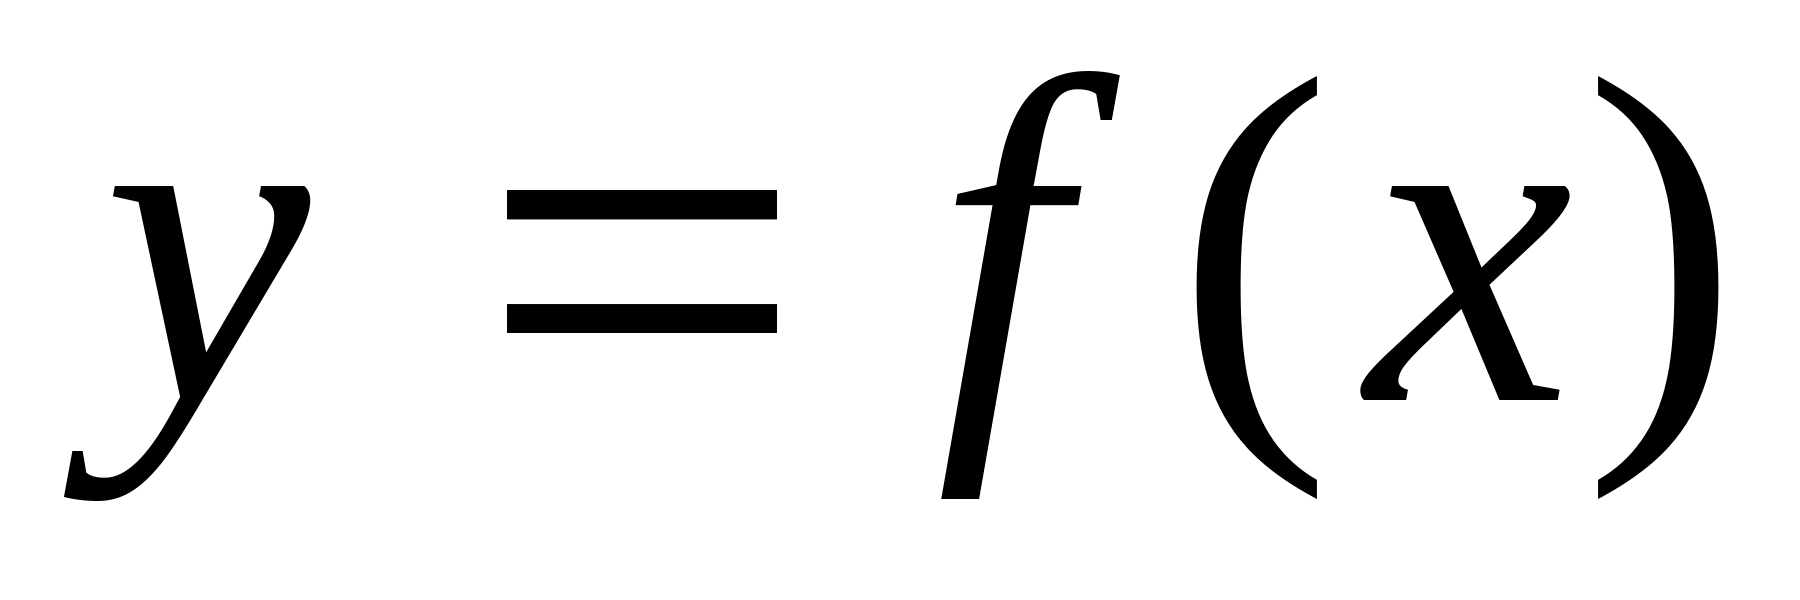 y = f(x)